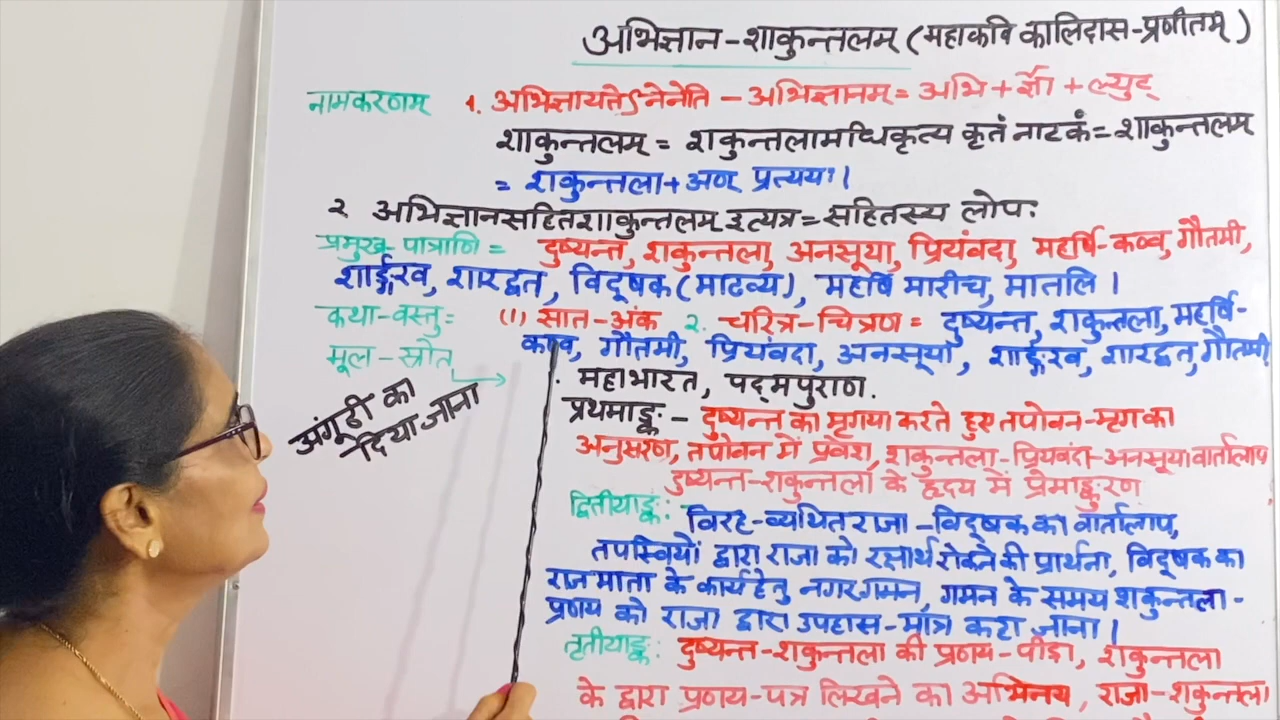 अभिज्ञान-शाकुन्तलम् (महाकवि कालिदास-प्रणीतम्)
नामकरणम् १. अभिज्ञायतेऽनेनेति - अभिज्ञानम् = अभि + ज्ञा + ल्युट्
शाकुन्तलम् = शकुन्तलामधिकृत्य कृतं नाटकं = शाकुन्तलम्
= शकुन्तला + अण् प्रत्ययः।
२ अभिज्ञानसहितशाकुन्तलम् इत्यत्र = सहितस्य लोपः
प्रमुख-पात्राणि = दुष्यन्त, शकुन्तला, अनसूया, प्रियंवदा, महर्षि-कण्व, गौतमी,
शार्ङ्गरव, शारद्वत, विदूषक (माढव्य), महर्षि मारीच, मातलि।
कथा-वस्तु = (1) सात-अंक २. चरित्र-चित्रण = दुष्यन्त, शकुन्तला, महर्षि-
कण्व, गौतमी, प्रियंवदा, अनसूया, शार्ङ्गरव, शारद्वत, गौतमी
मूल-स्रोत → महाभारत, पद्मपुराण.
अंगूठी का
दिया जाना
प्रथमाङ्क - दुष्यन्त का मृगया करते हुए तपोवन-मृग का
अनुसरण, तपोवन में प्रवेश, शकुन्तला-प्रियंवदा-अनसूया वार्तालाप
दुष्यन्त-शकुन्तला के हृदय में प्रेमाङ्कुरण
द्वितीयाङ्क: विरह-व्यथित राजा-विदूषक का वार्तालाप,
तपस्वियों द्वारा राजा को रक्षार्थ रोकने की प्रार्थना, विदूषक का
राजमाता के कार्य हेतु नगरगमन, गमन के समय शकुन्तला-
प्रणय को राजा द्वारा उपहास-मात्र कहा जाना।
तृतीयाङ्क: दुष्यन्त-शकुन्तला की प्रणय-पीडा, शकुन्तला
के द्वारा प्रणय-पत्र लिखने का अभिनय, राजा-शकुन्तला